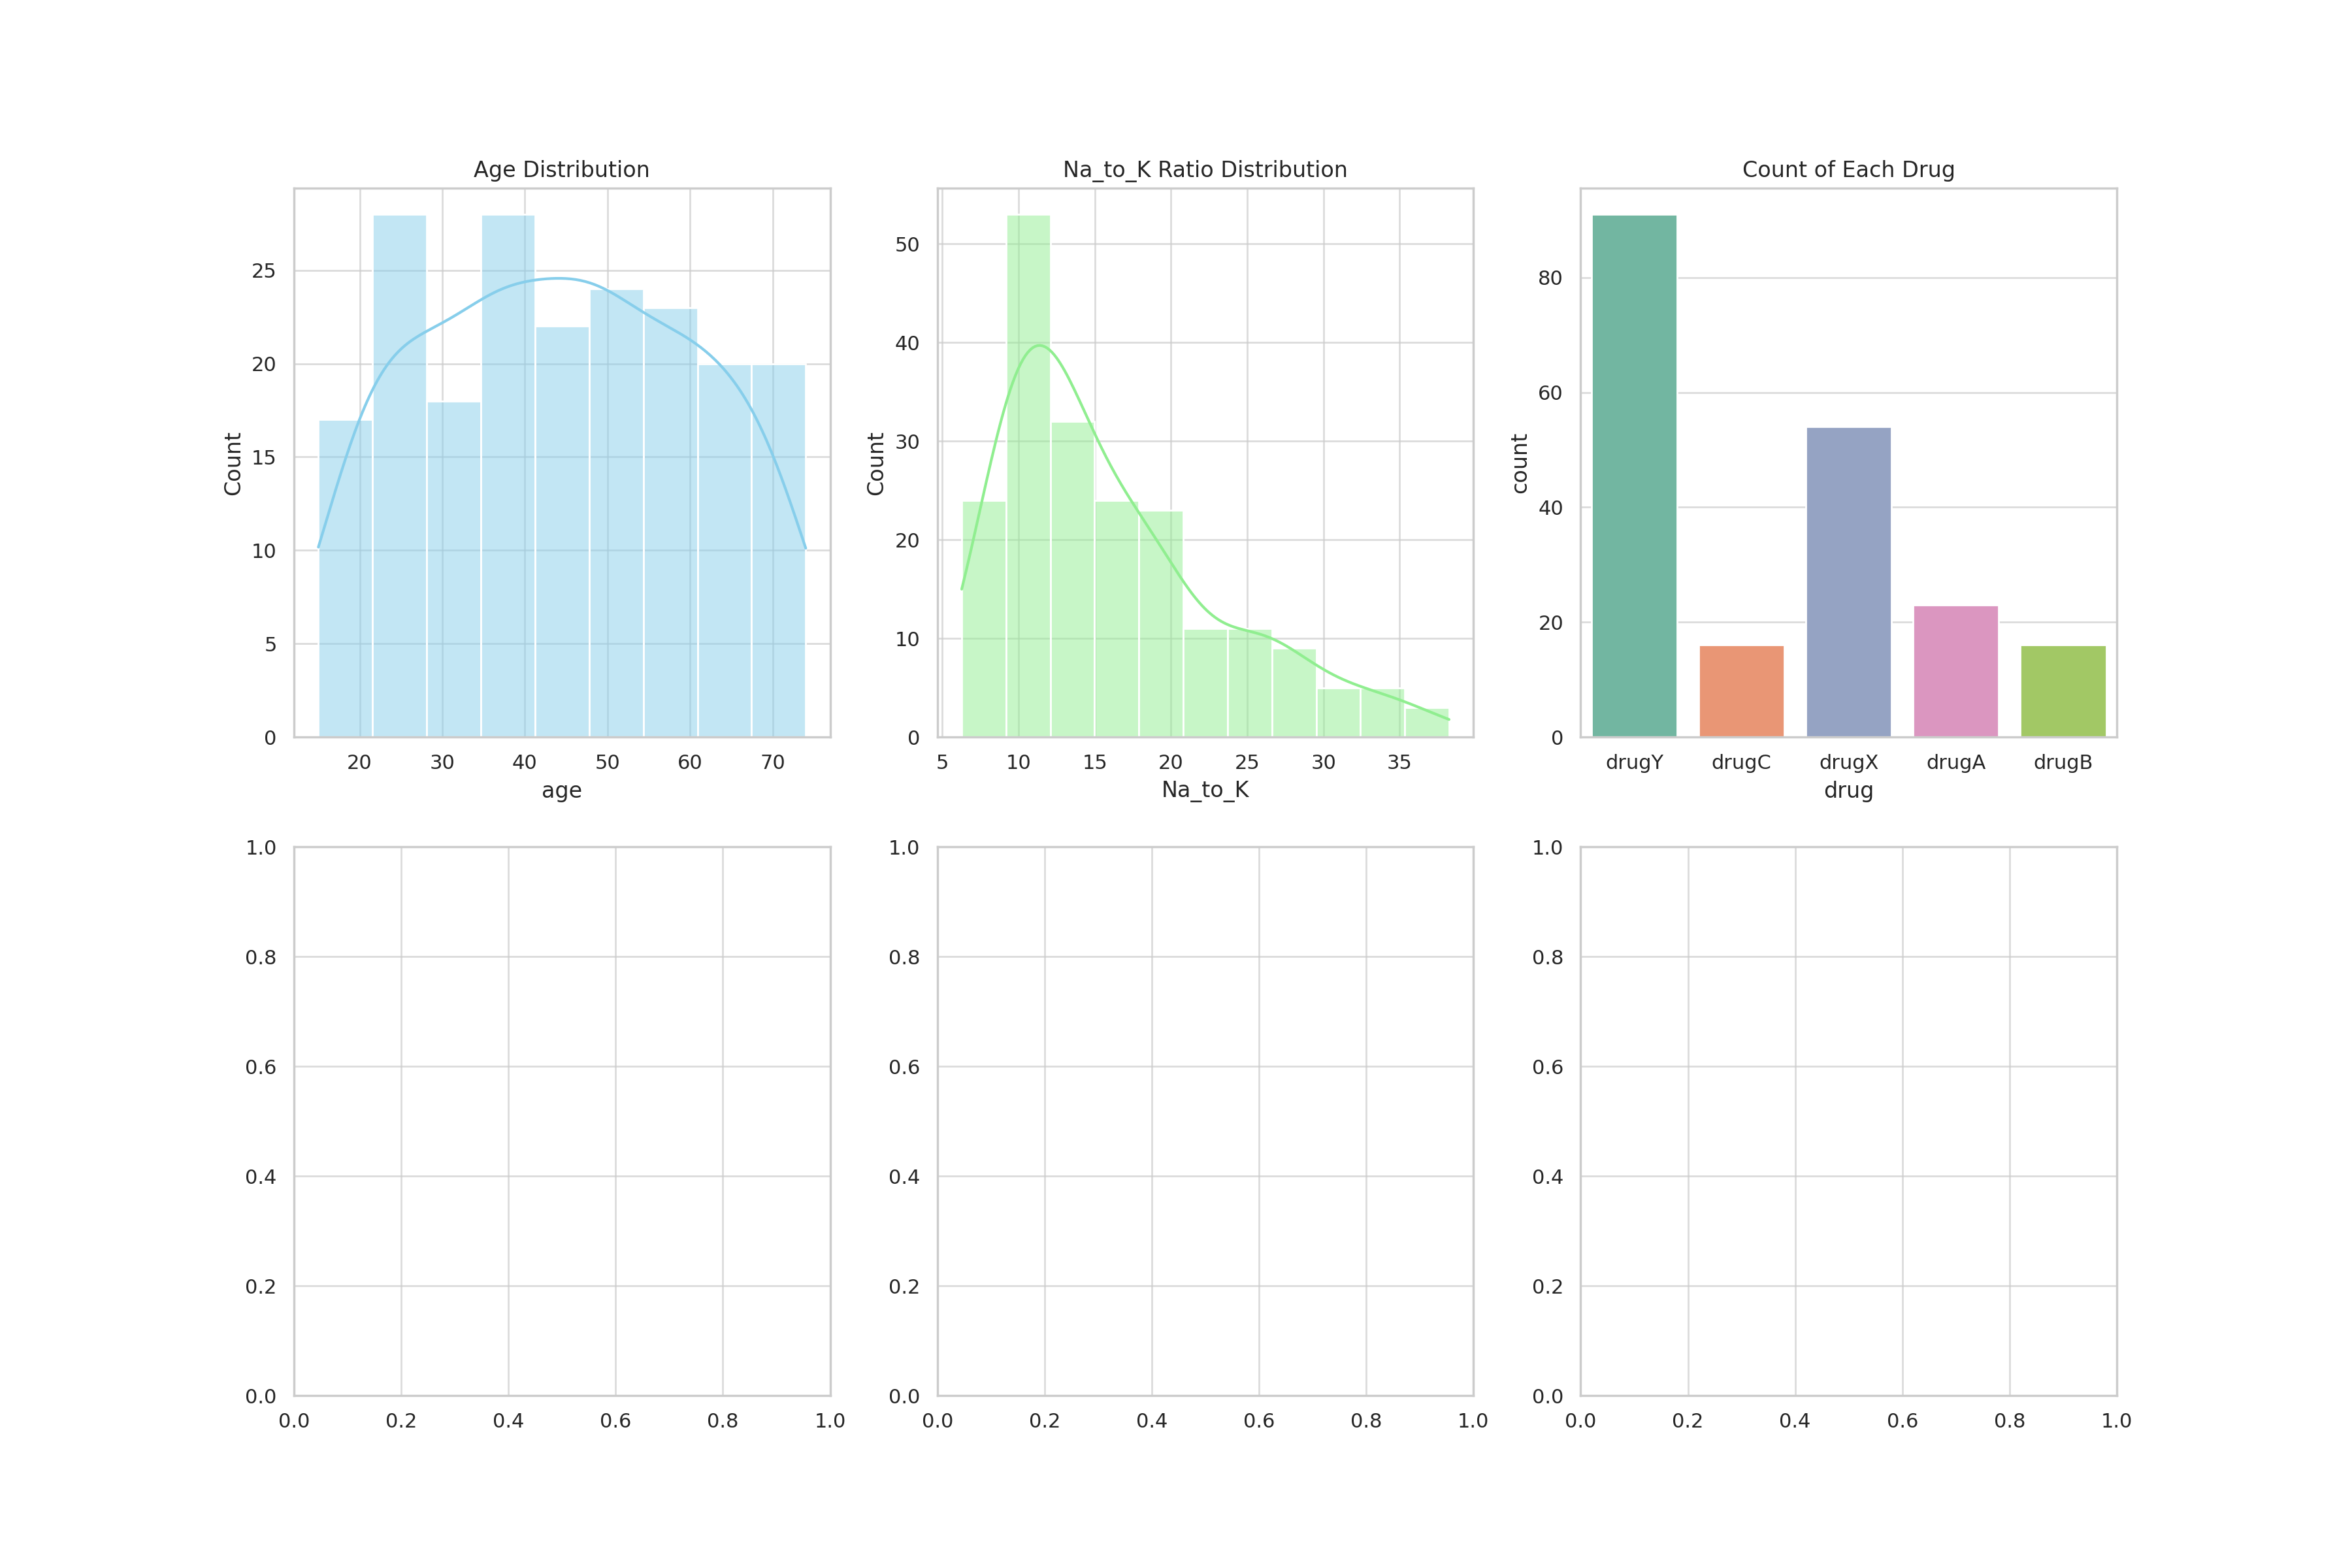 Age Distribution
Count
25
20
15
10
5
0
20 30 40 50 60 70
age
Na_to_K Ratio Distribution
Count
50
40
30
20
10
0
5 10 15 20 25 30 35
Na_to_K
Count of Each Drug
count
80
60
40
20
0
drugY drugC drugX drugA drugB
drug
1.0
0.8
0.6
0.4
0.2
0.0
0.0 0.2 0.4 0.6 0.8 1.0
1.0
0.8
0.6
0.4
0.2
0.0
0.0 0.2 0.4 0.6 0.8 1.0
1.0
0.8
0.6
0.4
0.2
0.0
0.0 0.2 0.4 0.6 0.8 1.0